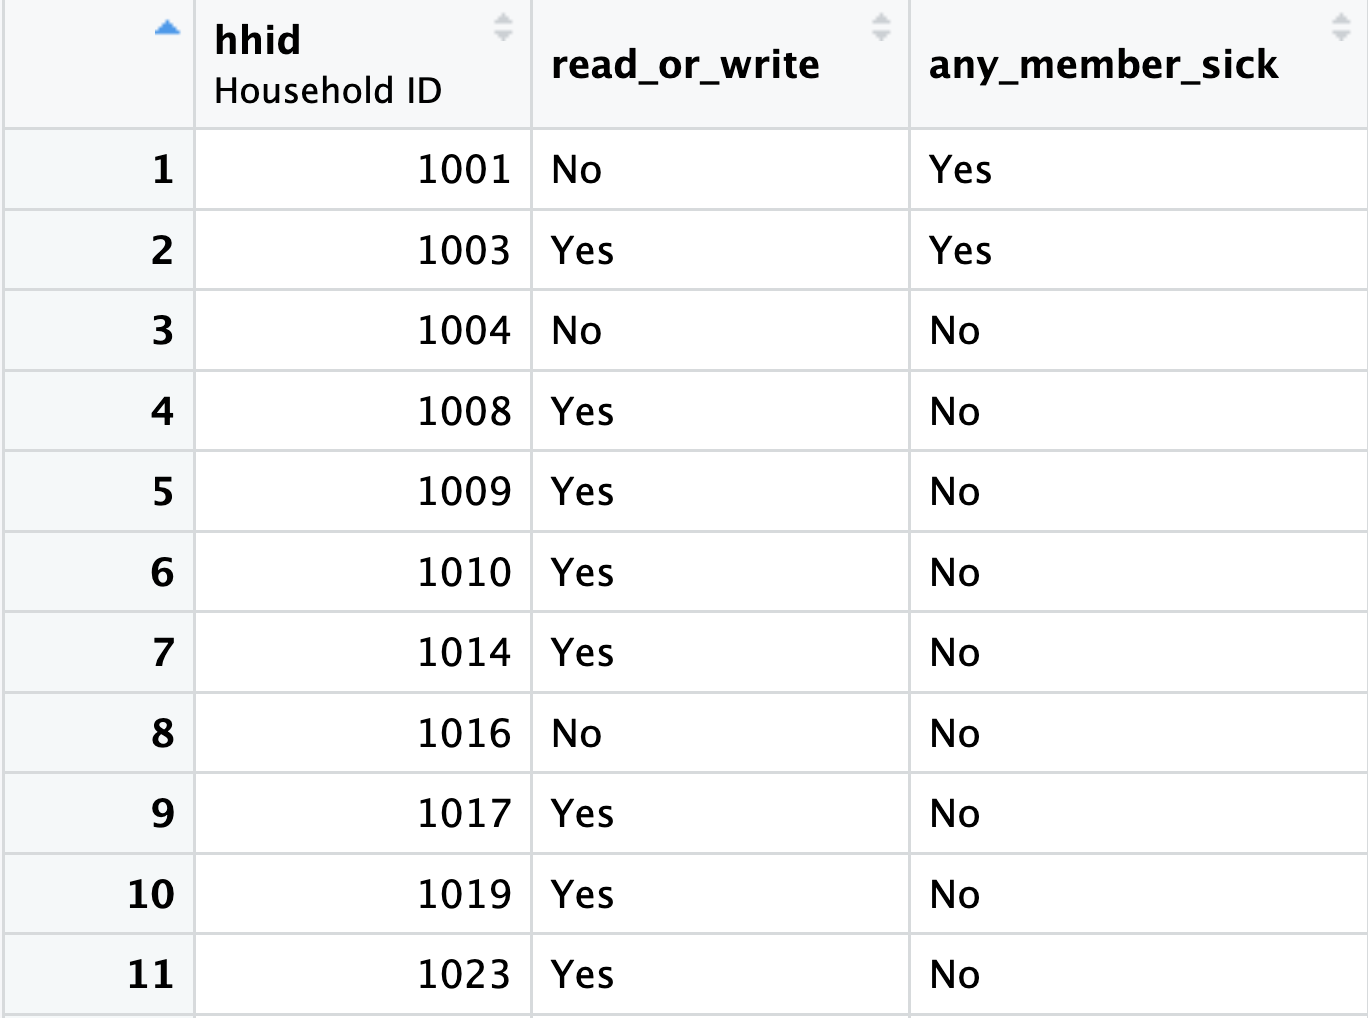 hhid read_or_write any_member_sick
Household ID
1 1001 No Yes
2 1003 Yes Yes
3 1004 No No
4 1008 Yes No
5 1009 Yes No
6 1010 Yes No
7 1014 Yes No
8 1016 No No
9 1017 Yes No
10 1019 Yes No
11 1023 Yes No